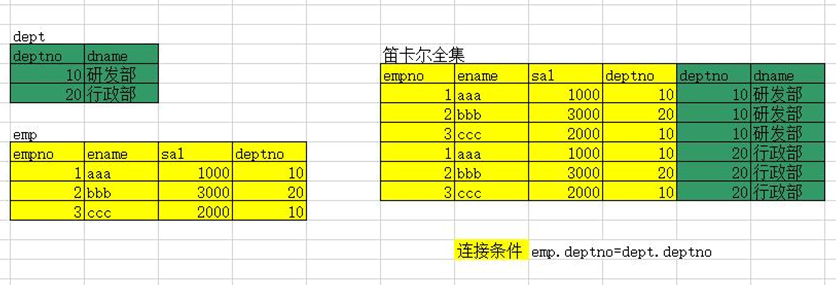 dept
deptno dname
10 研发部
20 行政部
emp
empno ename sal deptno
1 aaa 1000 10
2 bbb 3000 20
3 ccc 2000 10
笛卡尔全集
empno ename sal deptno deptno dname
1 aaa 1000 10 10 研发部
2 bbb 3000 20 10 研发部
3 ccc 2000 10 10 研发部
1 aaa 1000 10 20 行政部
2 bbb 3000 20 20 行政部
3 ccc 2000 10 20 行政部
连接条件 emp.deptno=dept.deptno